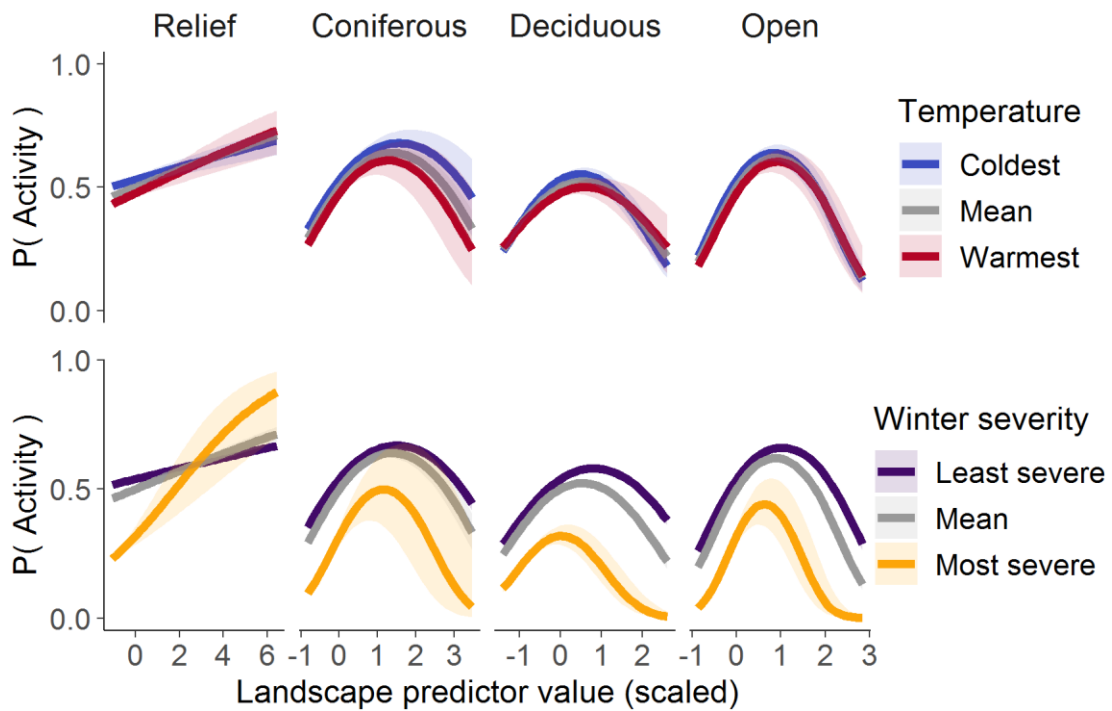 Relief Coniferous Deciduous Open
1.0
0.5
0.0
P( Activity )
Temperature
Coldest
Mean
Warmest
1.0
0.5
0.0
P( Activity )
Winter severity
Least severe
Mean
Most severe
0 2 4 6 -1 0 1 2 3 -1 0 1 2 -1 0 1 2 3
Landscape predictor value (scaled)